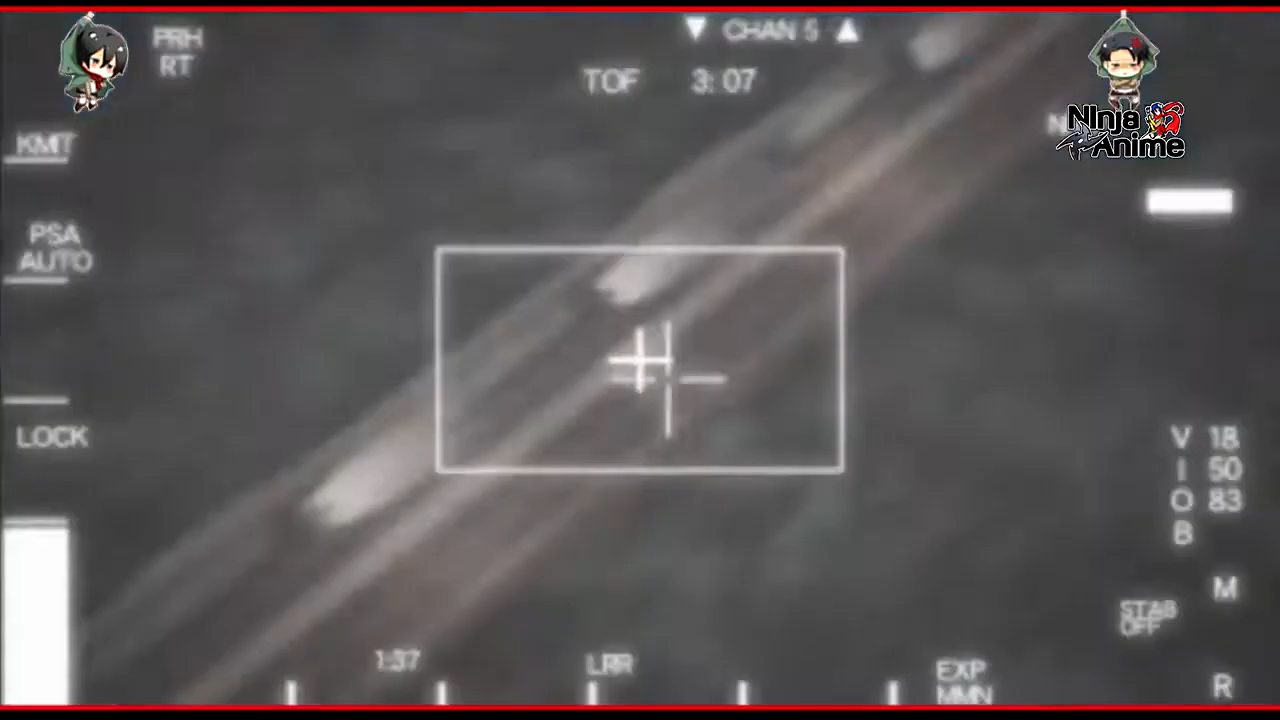 PRH
RT
▼ CHAN 5 ▲
TOF 3:07
Ninja
Anime
KMIT
PSA
AUTO
LOCK
V 18
I 50
O 83
B
M
STAB
OFF
1:37
LRR
EXP
MMN
R